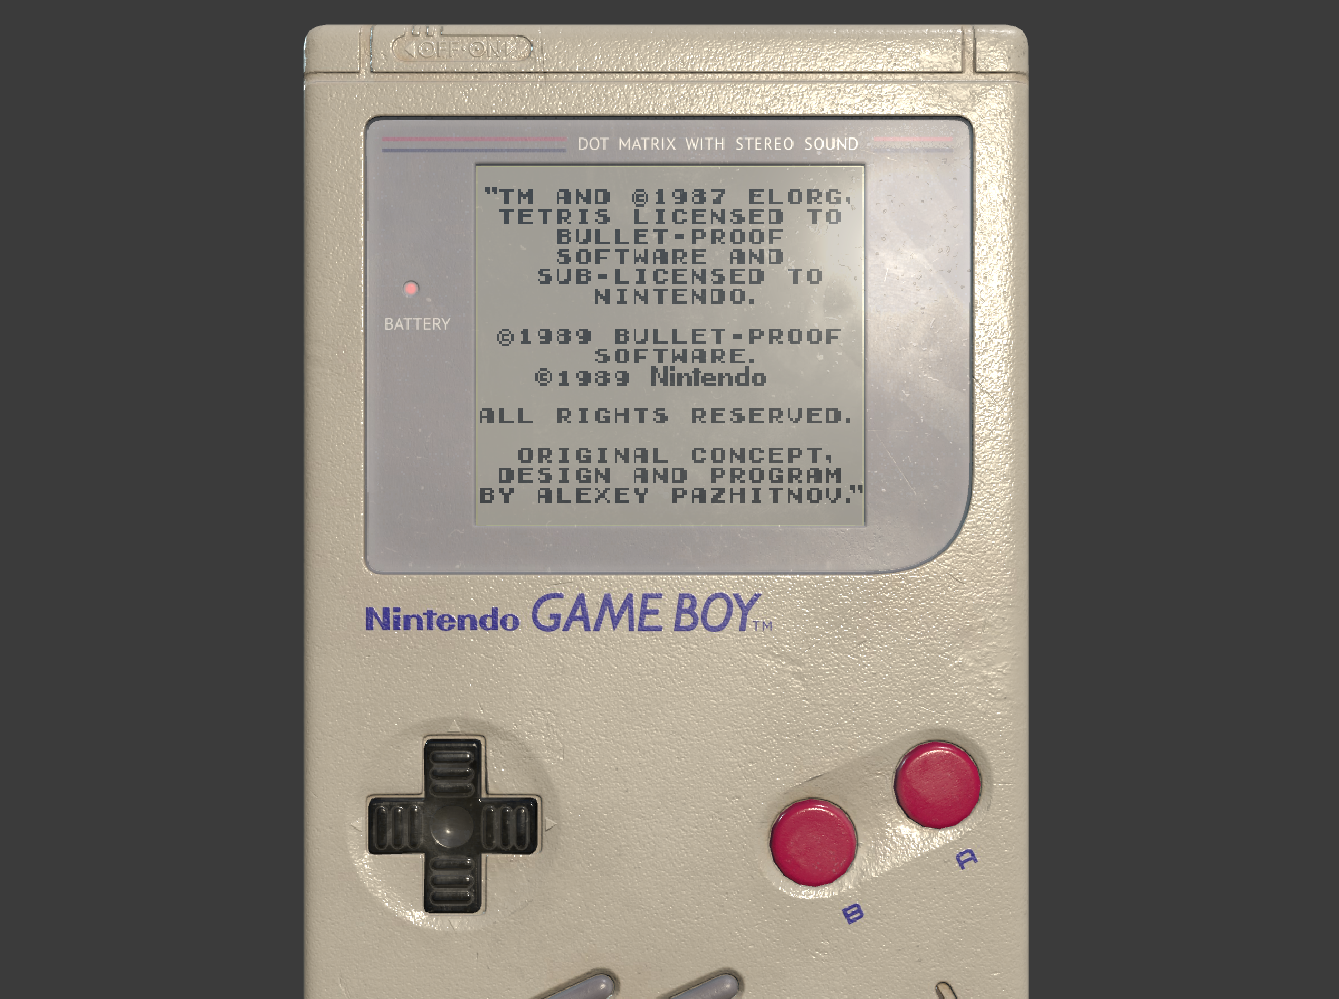 OFF•ON
DOT MATRIX WITH STEREO SOUND
"TM AND ©1987 ELORG,
TETRIS LICENSED TO
BULLET-PROOF
SOFTWARE AND
SUB-LICENSED TO
NINTENDO.
©1989 BULLET-PROOF
SOFTWARE.
©1989 Nintendo
ALL RIGHTS RESERVED.
ORIGINAL CONCEPT,
DESIGN AND PROGRAM
BY ALEXEY PAZHITNOV."
BATTERY
Nintendo GAME BOY TM
B
A